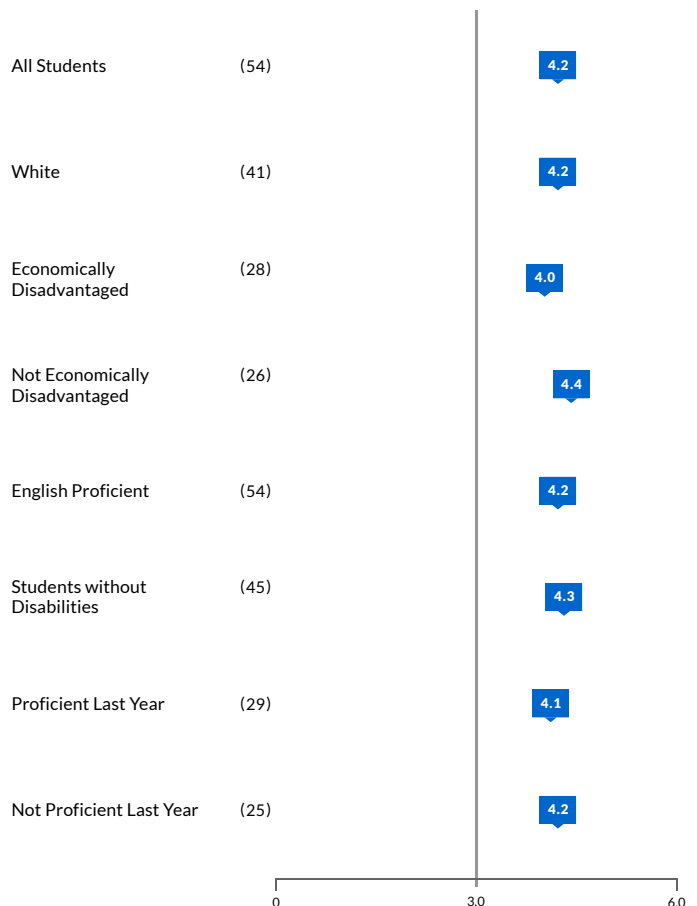 All Students (54) 4.2
White (41) 4.2
Economically (28)
Disadvantaged
4.0
Not Economically (26)
Disadvantaged
4.4
English Proficient (54) 4.2
Students without (45)
Disabilities
4.3
Proficient Last Year (29) 4.1
Not Proficient Last Year (25) 4.2
0 3.0 6.0